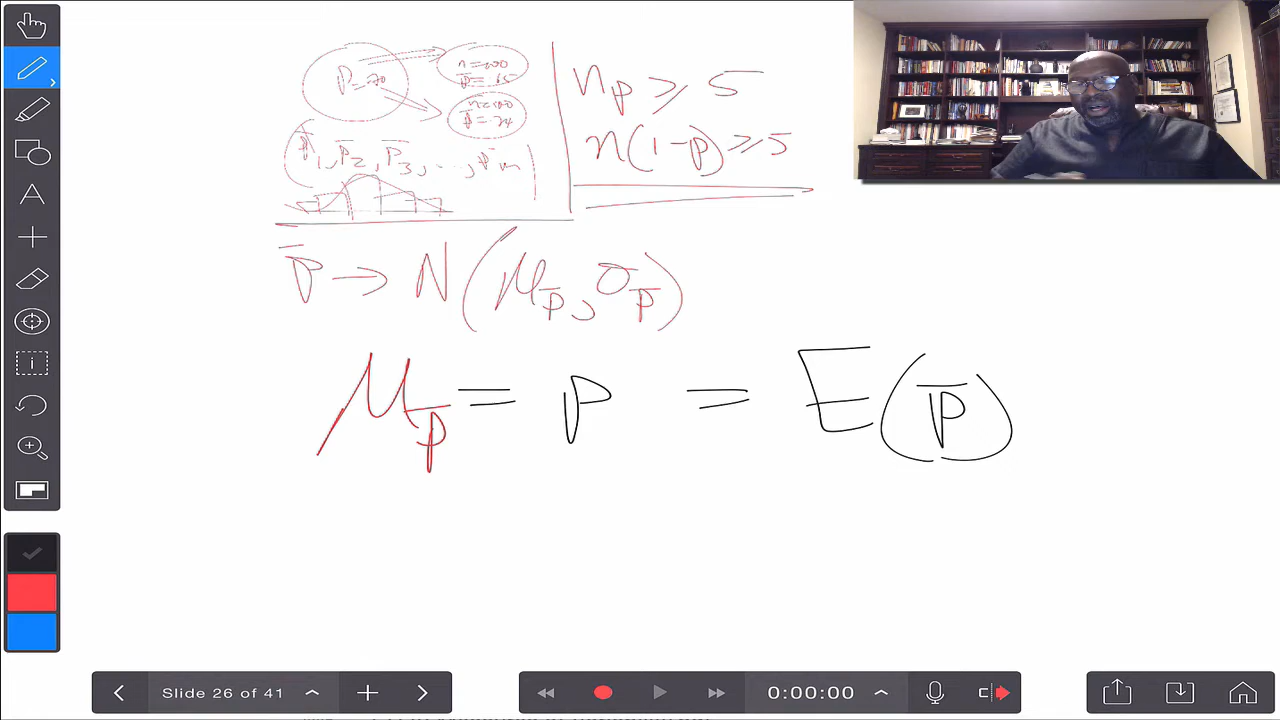 n=100
p̄=.65
n=100
p̄=.74
p̄1, p̄2, p̄3, ..., p̄m
np ≥ 5
n(1-p) ≥ 5
p̄ → N(μp̄, σp̄)
μp̄ = p = E(p̄)
A
i
Slide 26 of 41
0:00:00